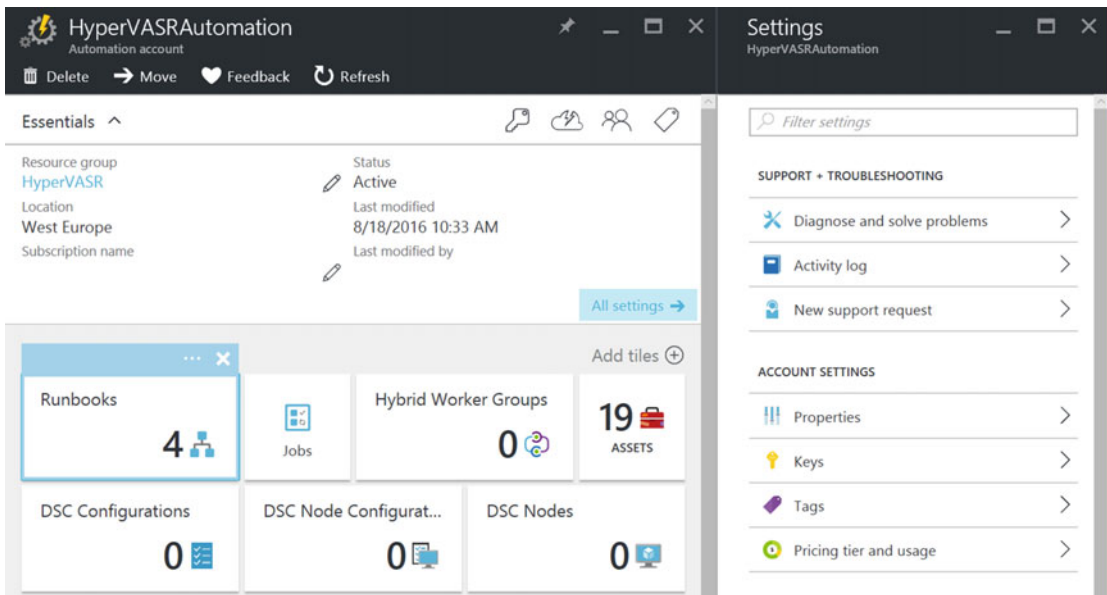 HyperVASRAutomation
Automation account
Delete Move Feedback Refresh
Essentials
Resource group
HyperVASR
Location
West Europe
Subscription name
Status
Active
Last modified
8/18/2016 10:33 AM
Last modified by
All settings
Add tiles
Runbooks
4
Jobs
Hybrid Worker Groups
0
19
ASSETS
DSC Configurations
0
DSC Node Configurat...
0
DSC Nodes
0
Settings
HyperVASRAutomation
Filter settings
SUPPORT + TROUBLESHOOTING
Diagnose and solve problems
Activity log
New support request
ACCOUNT SETTINGS
Properties
Keys
Tags
Pricing tier and usage